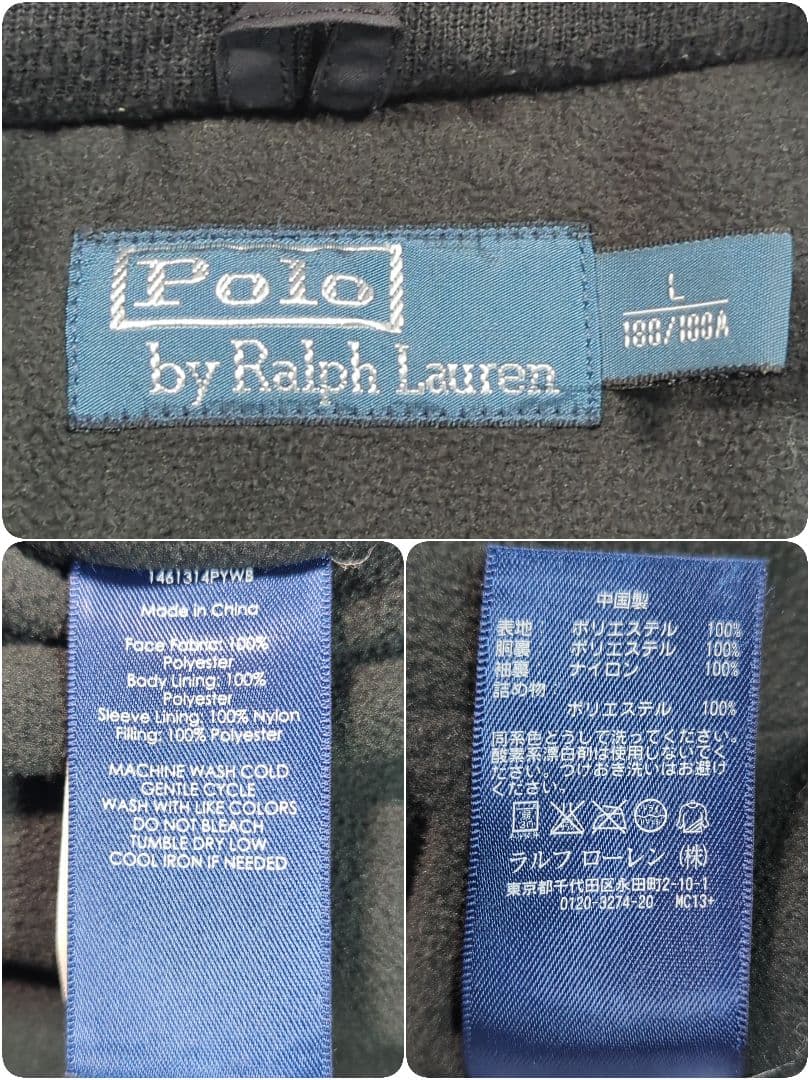 Polo
by Ralph Lauren
L
180/100A
1461314PYWB
Made in China
Face Fabric: 100%
Polyester
Body Lining: 100%
Polyester
Sleeve Lining: 100% Nylon
Filling: 100% Polyester
MACHINE WASH COLD
GENTLE CYCLE
WASH WITH LIKE COLORS
DO NOT BLEACH
TUMBLE DRY LOW
COOL IRON IF NEEDED
中国製
表地 ポリエステル 100%
胴裏 ポリエステル 100%
袖裏 ナイロン 100%
詰め物
ポリエステル 100%
同系色どうしで洗ってください。
酸素系漂白剤は使用しないでく
ださい。つけおき洗いはお避け
ください。
ラルフ ローレン (株)
東京都千代田区永田町2-10-1
0120-3274-20 MC13+